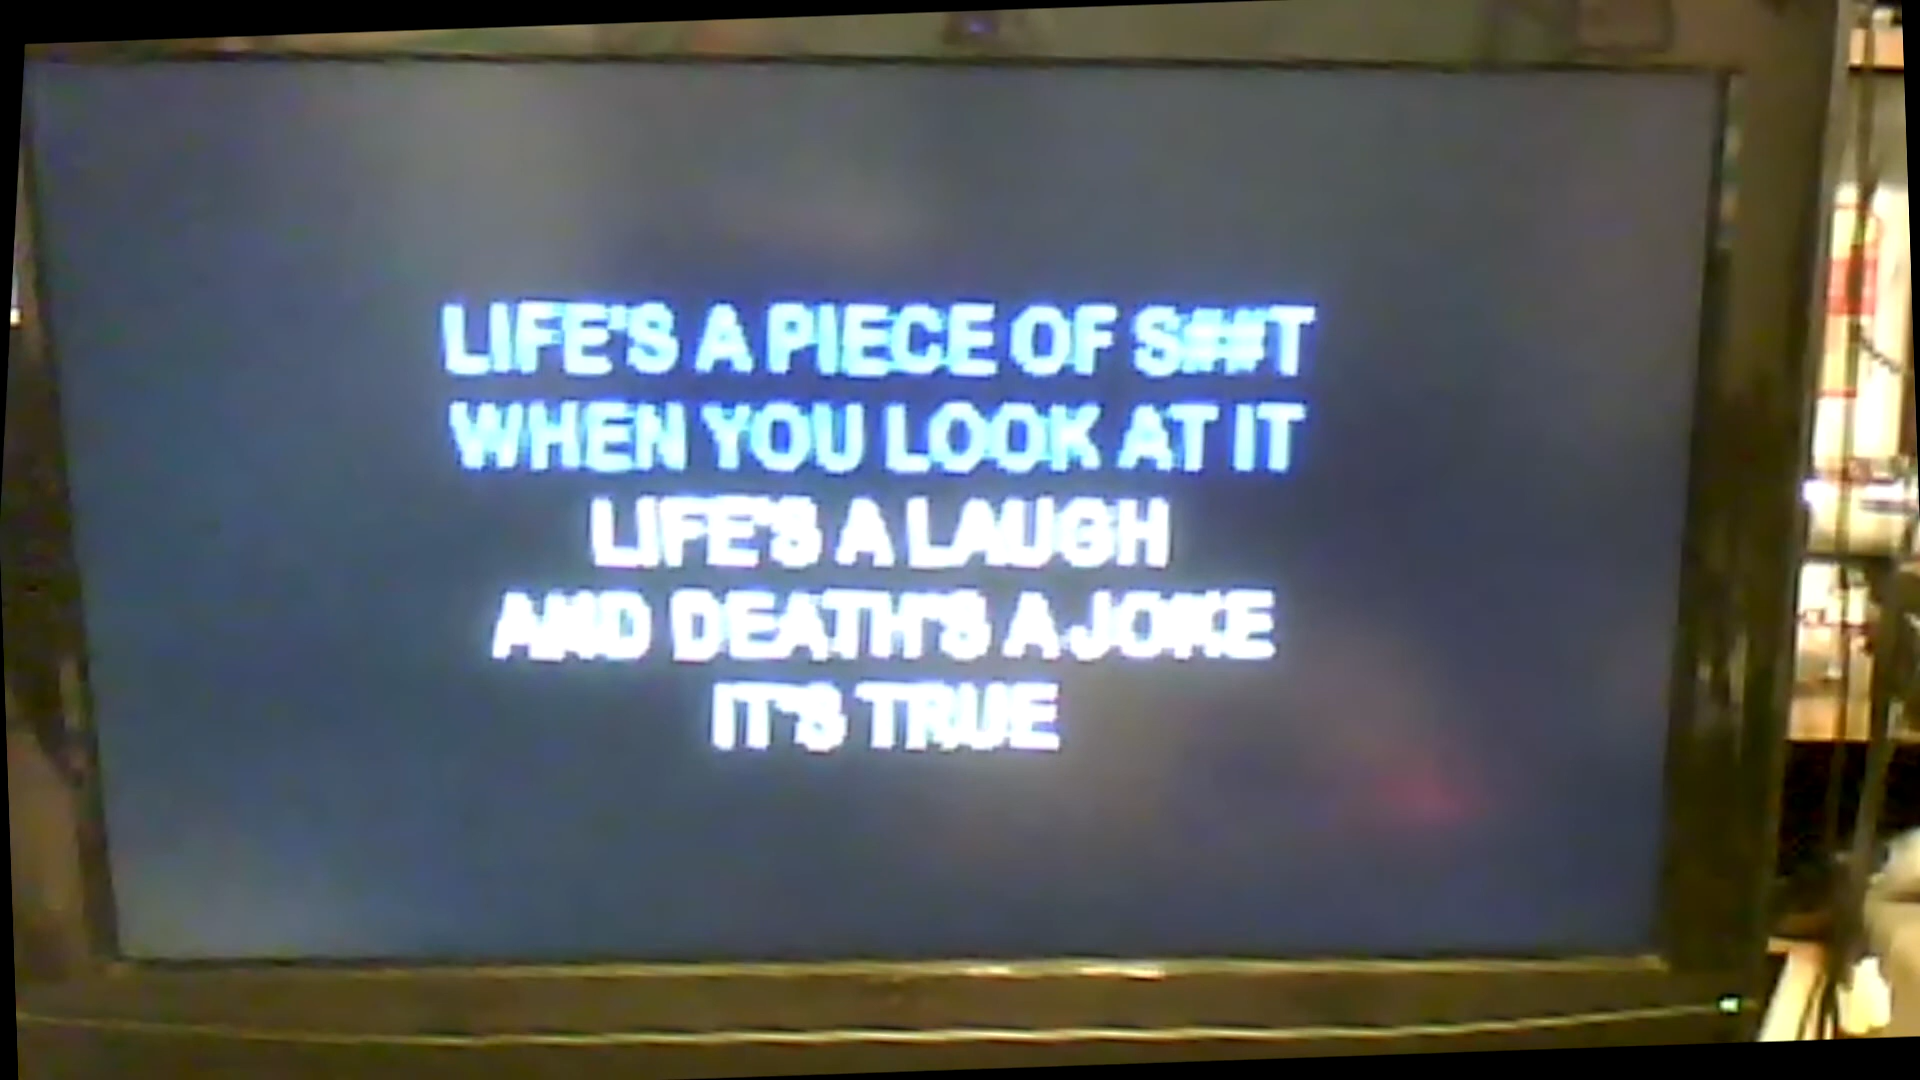 LIFE'S A PIECE OF S##T
WHEN YOU LOOK AT IT
LIFE'S A LAUGH
AND DEATH'S A JOKE
IT'S TRUE